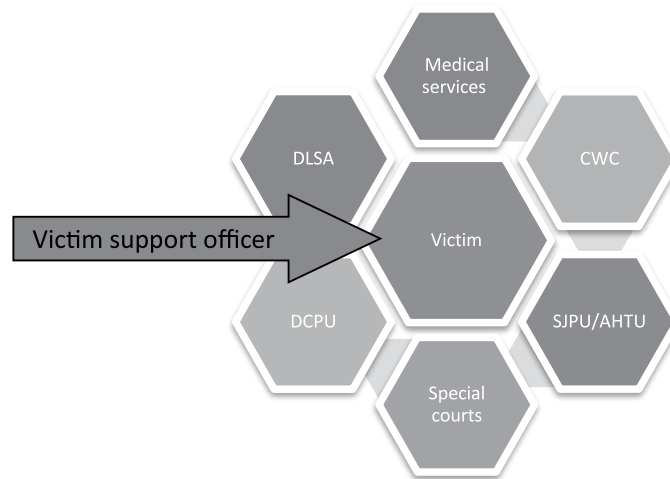 Medical
services
DLSA
CWC
Victim support officer
Victim
DCPU
SJPU/AHTU
Special
courts